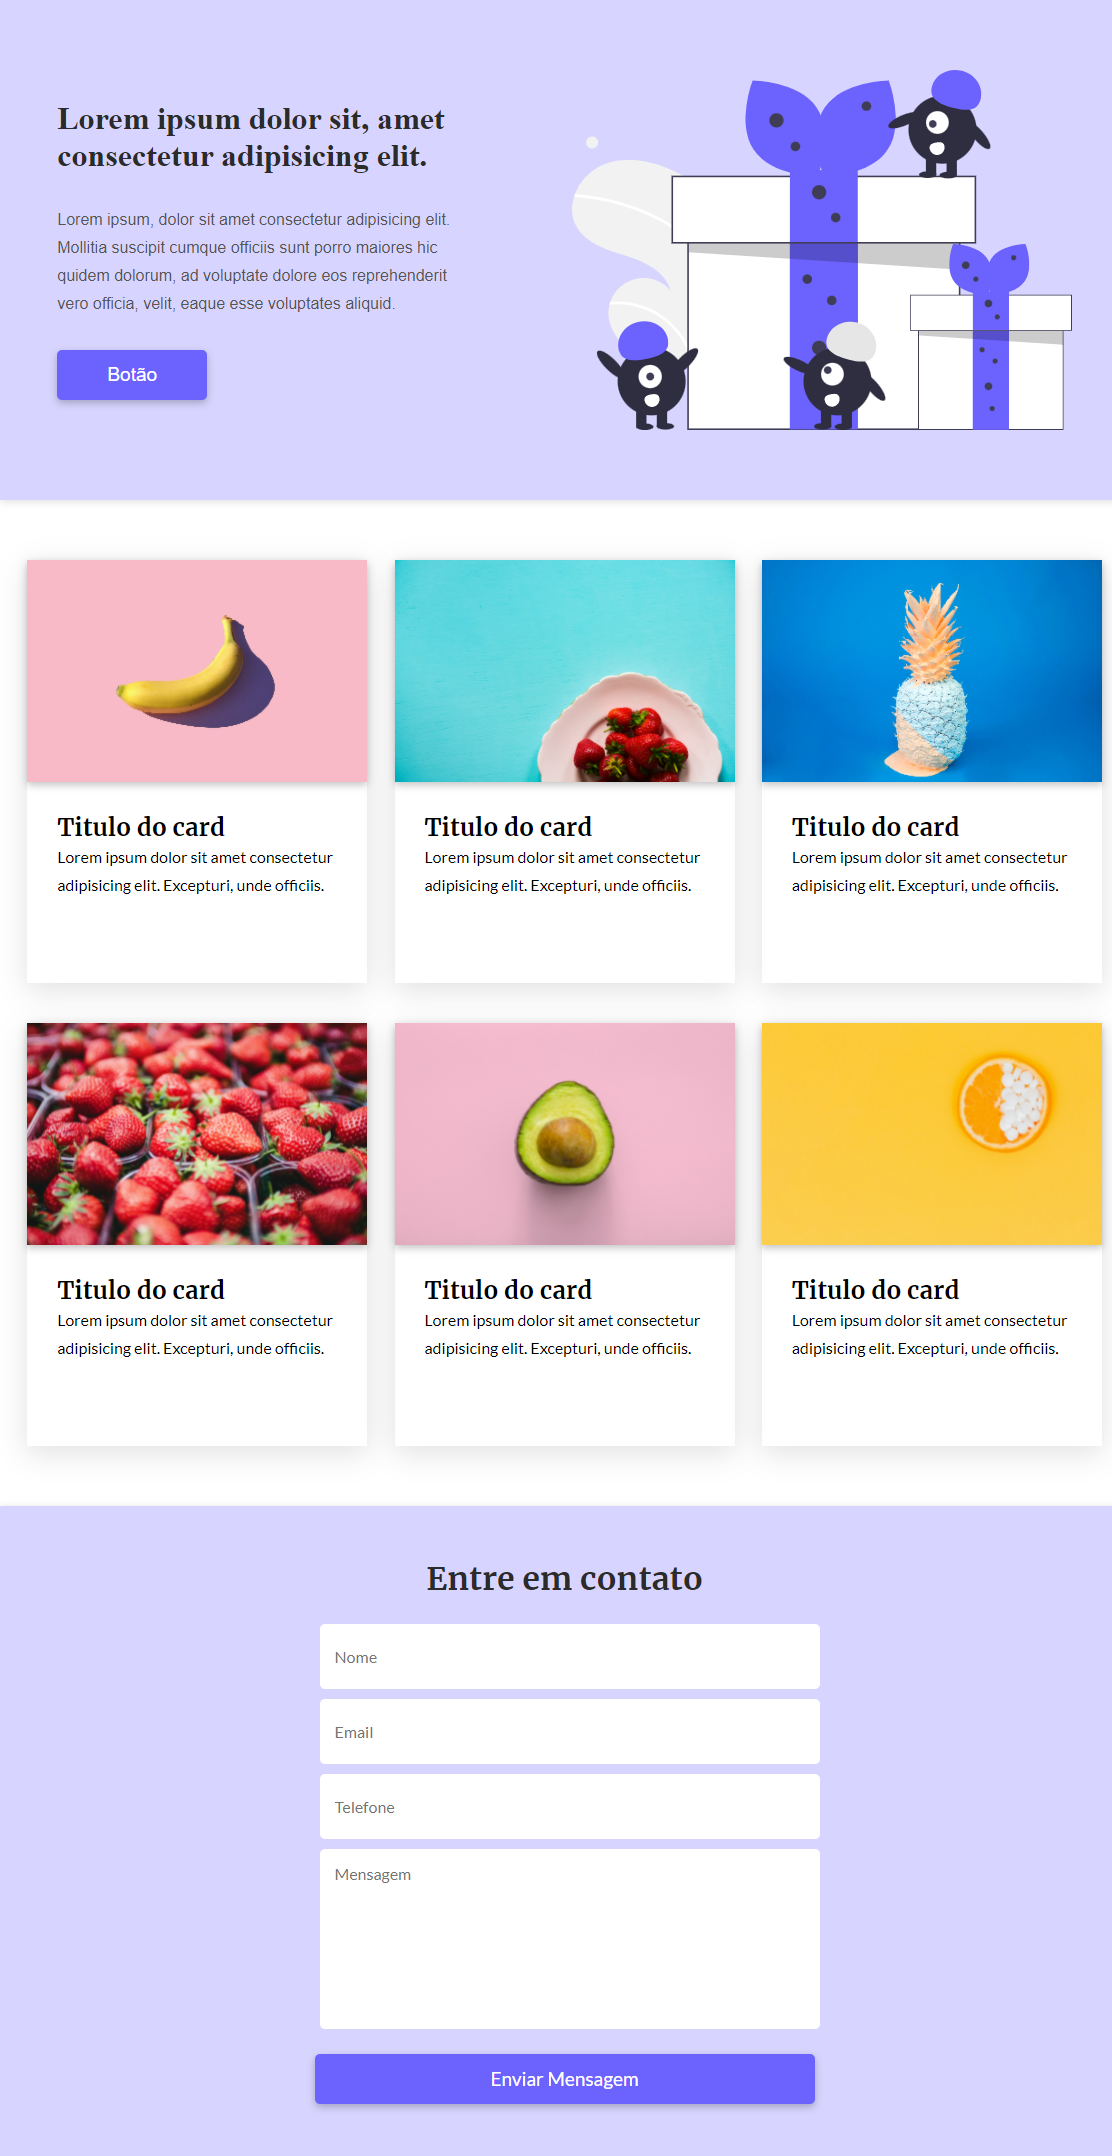 Lorem ipsum dolor sit, amet
consectetur adipisicing elit.
Lorem ipsum, dolor sit amet consectetur adipisicing elit.
Mollitia suscipit cumque officiis sunt porro maiores hic
quidem dolorum, ad voluptate dolore eos reprehenderit
vero officia, velit, eaque esse voluptates aliquid.
Botão
Titulo do card
Lorem ipsum dolor sit amet consectetur
adipisicing elit. Excepturi, unde officiis.
Titulo do card
Lorem ipsum dolor sit amet consectetur
adipisicing elit. Excepturi, unde officiis.
Titulo do card
Lorem ipsum dolor sit amet consectetur
adipisicing elit. Excepturi, unde officiis.
Titulo do card
Lorem ipsum dolor sit amet consectetur
adipisicing elit. Excepturi, unde officiis.
Titulo do card
Lorem ipsum dolor sit amet consectetur
adipisicing elit. Excepturi, unde officiis.
Titulo do card
Lorem ipsum dolor sit amet consectetur
adipisicing elit. Excepturi, unde officiis.
Entre em contato
Nome
Email
Telefone
Mensagem
Enviar Mensagem